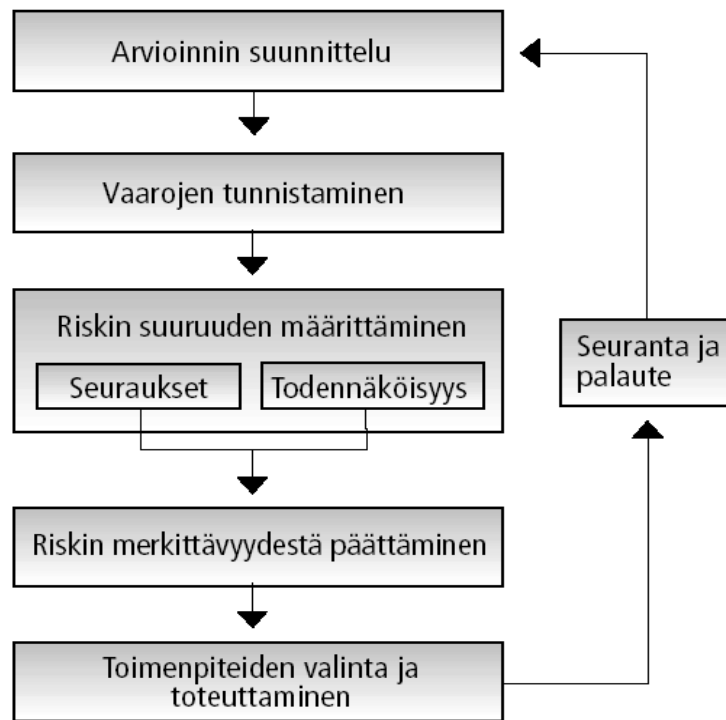 Arvioinnin suunnittelu
Vaarojen tunnistaminen
Riskin suuruuden määrittäminen
Seuraukset
Todennäköisyys
Riskin merkittävyydestä päättäminen
Toimenpiteiden valinta ja
toteuttaminen
Seuranta ja
palaute